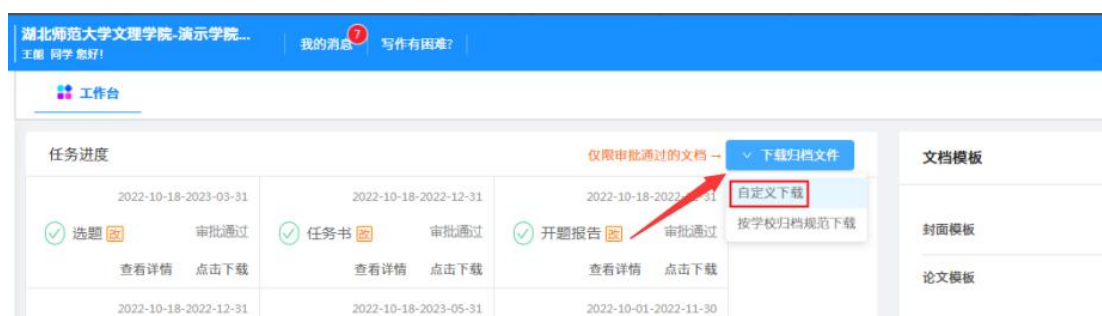 湖北师范大学文理学院-演示学院...
王能 同学 您好!
我的消息 7
写作有困难?
工作台
任务进度
仅限审批通过的文档 →
下载归档文件
自定义下载
按学校归档规范下载
文档模板
封面模板
论文模板
2022-10-18-2023-03-31
选题 改 审批通过
查看详情 点击下载
2022-10-18-2022-12-31
任务书 改 审批通过
查看详情 点击下载
2022-10-18-2022-12-31
开题报告 改 审批通过
查看详情 点击下载
2022-10-18-2022-12-31
2022-10-18-2023-05-31
2022-10-01-2022-11-30